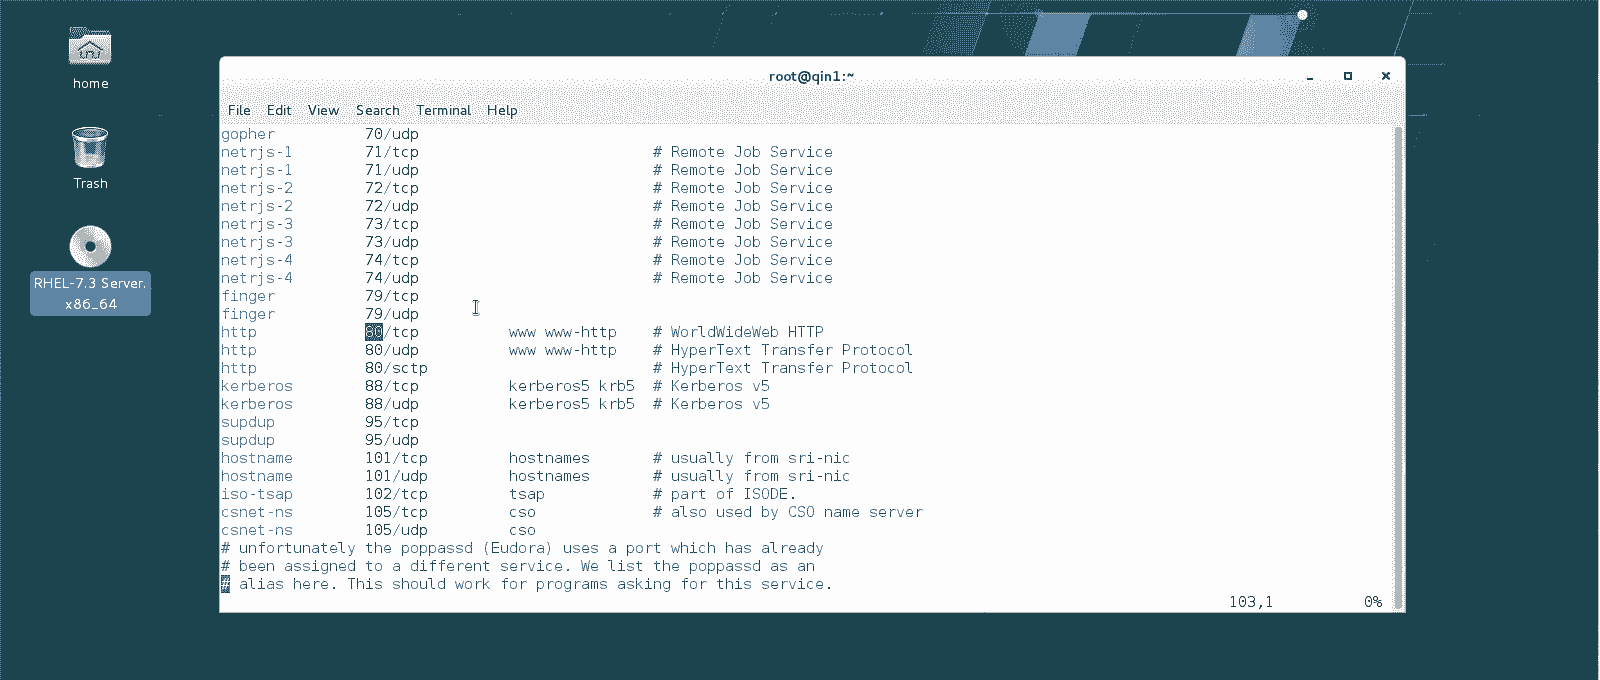 home
Trash
RHEL-7.3 Server.
x86_64
root@qin1:~
File Edit View Search Terminal Help
gopher 70/udp
netrjs-1 71/tcp # Remote Job Service
netrjs-1 71/udp # Remote Job Service
netrjs-2 72/tcp # Remote Job Service
netrjs-2 72/udp # Remote Job Service
netrjs-3 73/tcp # Remote Job Service
netrjs-3 73/udp # Remote Job Service
netrjs-4 74/tcp # Remote Job Service
netrjs-4 74/udp # Remote Job Service
finger 79/tcp
finger 79/udp
http 80/tcp www www-http # WorldWideWeb HTTP
http 80/udp www www-http # HyperText Transfer Protocol
http 80/sctp # HyperText Transfer Protocol
kerberos 88/tcp kerberos5 krb5 # Kerberos v5
kerberos 88/udp kerberos5 krb5 # Kerberos v5
supdup 95/tcp
supdup 95/udp
hostname 101/tcp hostnames # usually from sri-nic
hostname 101/udp hostnames # usually from sri-nic
iso-tsap 102/tcp tsap # part of ISODE.
csnet-ns 105/tcp cso # also used by CSO name server
csnet-ns 105/udp cso
# unfortunately the poppassd (Eudora) uses a port which has already
# been assigned to a different service. We list the poppassd as an
# alias here. This should work for programs asking for this service.
103,1 0%